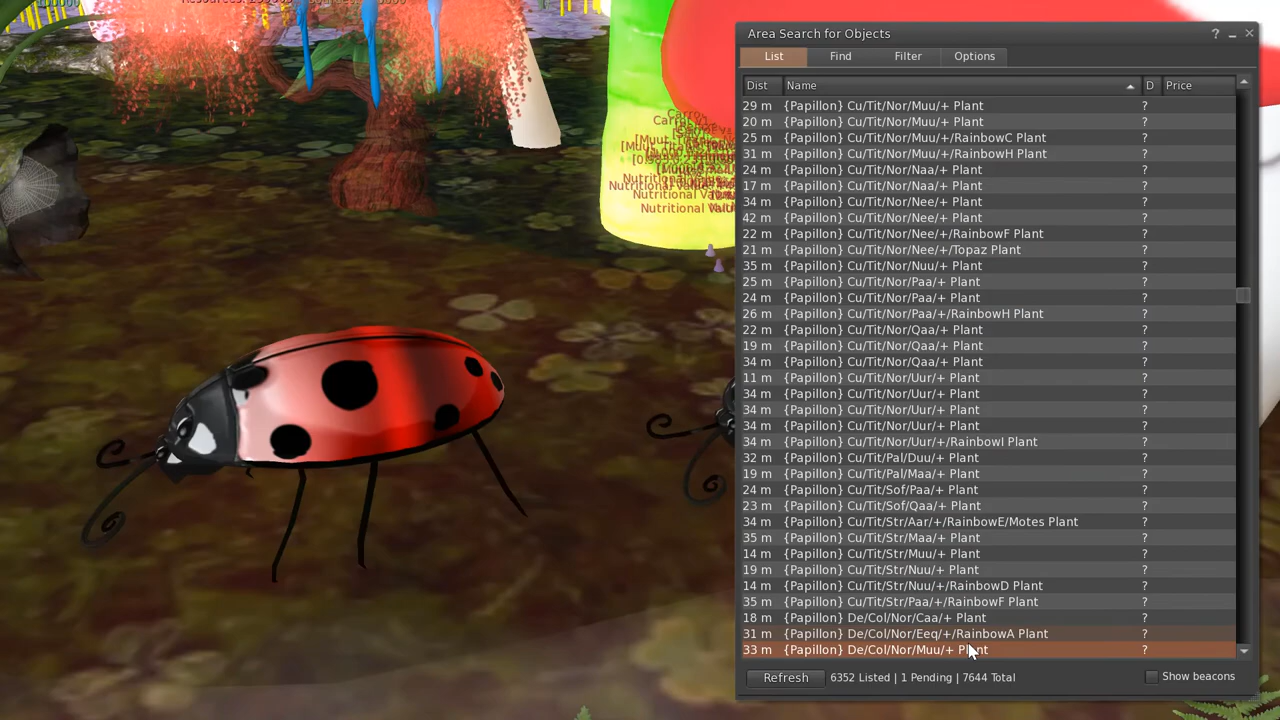 Area Search for Objects
? _ ×
List Find Filter Options
Dist Name D Price
29 m {Papillon} Cu/Tit/Nor/Muu/+ Plant ?
20 m {Papillon} Cu/Tit/Nor/Muu/+ Plant ?
25 m {Papillon} Cu/Tit/Nor/Muu/+/RainbowC Plant ?
31 m {Papillon} Cu/Tit/Nor/Muu/+/RainbowH Plant ?
24 m {Papillon} Cu/Tit/Nor/Naa/+ Plant ?
17 m {Papillon} Cu/Tit/Nor/Naa/+ Plant ?
34 m {Papillon} Cu/Tit/Nor/Nee/+ Plant ?
42 m {Papillon} Cu/Tit/Nor/Nee/+ Plant ?
22 m {Papillon} Cu/Tit/Nor/Nee/+/RainbowF Plant ?
21 m {Papillon} Cu/Tit/Nor/Nee/+/Topaz Plant ?
35 m {Papillon} Cu/Tit/Nor/Nuu/+ Plant ?
25 m {Papillon} Cu/Tit/Nor/Paa/+ Plant ?
24 m {Papillon} Cu/Tit/Nor/Paa/+ Plant ?
26 m {Papillon} Cu/Tit/Nor/Paa/+/RainbowH Plant ?
22 m {Papillon} Cu/Tit/Nor/Qaa/+ Plant ?
19 m {Papillon} Cu/Tit/Nor/Qaa/+ Plant ?
34 m {Papillon} Cu/Tit/Nor/Qaa/+ Plant ?
11 m {Papillon} Cu/Tit/Nor/Uur/+ Plant ?
34 m {Papillon} Cu/Tit/Nor/Uur/+ Plant ?
34 m {Papillon} Cu/Tit/Nor/Uur/+ Plant ?
34 m {Papillon} Cu/Tit/Nor/Uur/+ Plant ?
34 m {Papillon} Cu/Tit/Nor/Uur/+/RainbowI Plant ?
32 m {Papillon} Cu/Tit/Pal/Duu/+ Plant ?
19 m {Papillon} Cu/Tit/Pal/Maa/+ Plant ?
24 m {Papillon} Cu/Tit/Sof/Paa/+ Plant ?
23 m {Papillon} Cu/Tit/Sof/Qaa/+ Plant ?
34 m {Papillon} Cu/Tit/Str/Aar/+/RainbowE/Motes Plant ?
35 m {Papillon} Cu/Tit/Str/Maa/+ Plant ?
14 m {Papillon} Cu/Tit/Str/Muu/+ Plant ?
19 m {Papillon} Cu/Tit/Str/Nuu/+ Plant ?
14 m {Papillon} Cu/Tit/Str/Nuu/+/RainbowD Plant ?
35 m {Papillon} Cu/Tit/Str/Paa/+/RainbowF Plant ?
18 m {Papillon} De/Col/Nor/Caa/+ Plant ?
31 m {Papillon} De/Col/Nor/Eeq/+/RainbowA Plant ?
33 m {Papillon} De/Col/Nor/Muu/+ Plant ?
Refresh 6352 Listed | 1 Pending | 7644 Total Show beacons